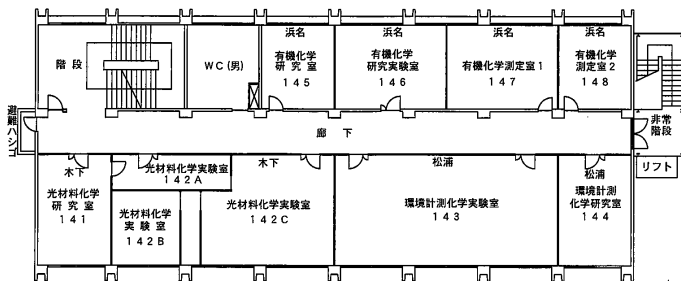 浜名
浜名
浜名
浜名
階段
WC(男)
有機化学
研究室
145
有機化学
研究実験室
146
有機化学測定室1
147
有機化学
測定室2
148
避難ハシゴ
廊下
非常
階段
リフト
木下
光材料化学
研究室
141
光材料化学実験室
142A
光材料化学
実験室
142B
木下
光材料化学実験室
142C
松浦
環境計測化学実験室
143
松浦
環境計測
化学研究室
144